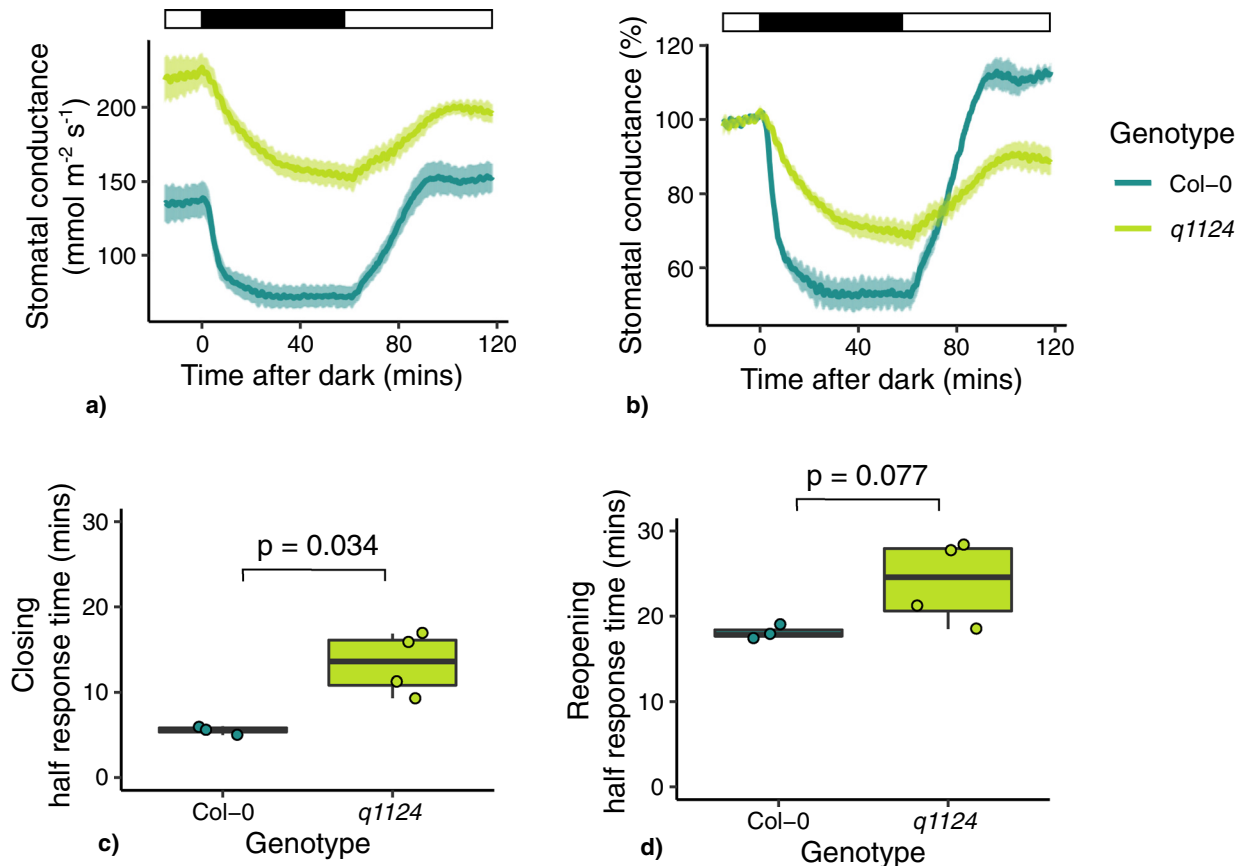 Stomatal conductance
(mmol m⁻² s⁻¹)
200
150
100
0
40
80
120
Time after dark (mins)
a)
Stomatal conductance (%)
120
100
80
60
0
40
80
120
Time after dark (mins)
b)
Genotype
Col−0
q1124
Closing
half response time (mins)
30
20
10
0
p = 0.034
Col−0
q1124
Genotype
c)
Reopening
half response time (mins)
30
20
10
0
p = 0.077
Col−0
q1124
Genotype
d)